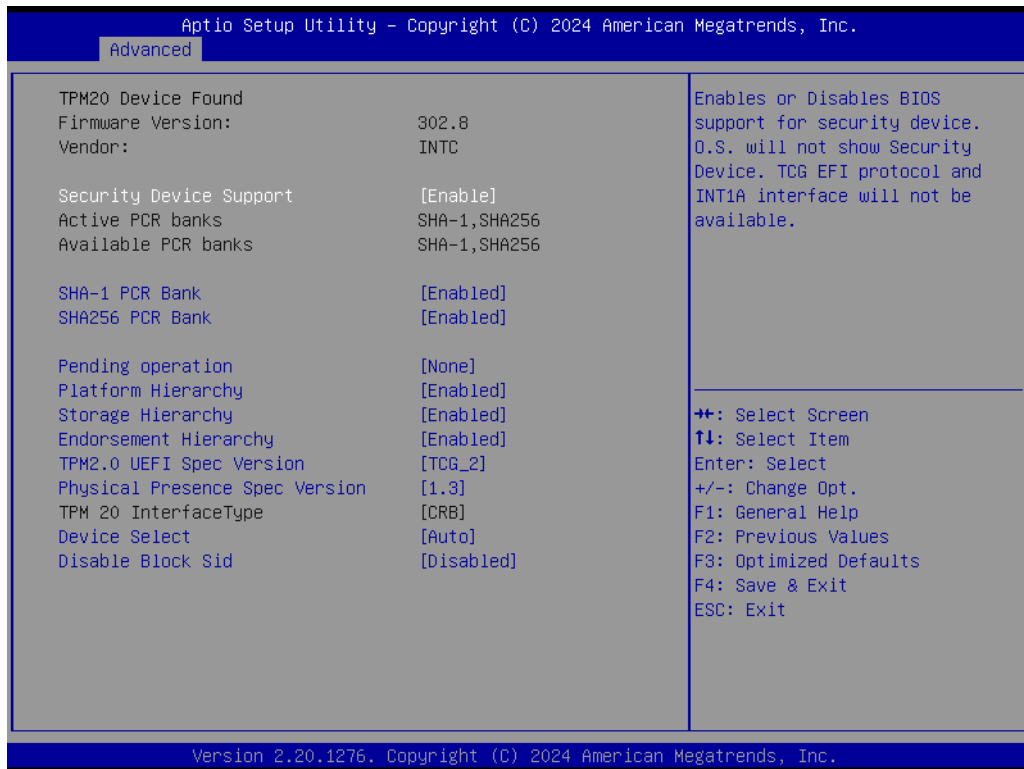 Aptio Setup Utility – Copyright (C) 2024 American Megatrends, Inc.
Advanced
TPM20 Device Found
Firmware Version: 302.8
Vendor: INTC
Security Device Support [Enable]
Active PCR banks SHA-1,SHA256
Available PCR banks SHA-1,SHA256
SHA-1 PCR Bank [Enabled]
SHA256 PCR Bank [Enabled]
Pending operation [None]
Platform Hierarchy [Enabled]
Storage Hierarchy [Enabled]
Endorsement Hierarchy [Enabled]
TPM2.0 UEFI Spec Version [TCG_2]
Physical Presence Spec Version [1.3]
TPM 20 InterfaceType [CRB]
Device Select [Auto]
Disable Block Sid [Disabled]
Enables or Disables BIOS
support for security device.
O.S. will not show Security
Device. TCG EFI protocol and
INT1A interface will not be
available.
→←: Select Screen
↑↓: Select Item
Enter: Select
+/-: Change Opt.
F1: General Help
F2: Previous Values
F3: Optimized Defaults
F4: Save & Exit
ESC: Exit
Version 2.20.1276. Copyright (C) 2024 American Megatrends, Inc.